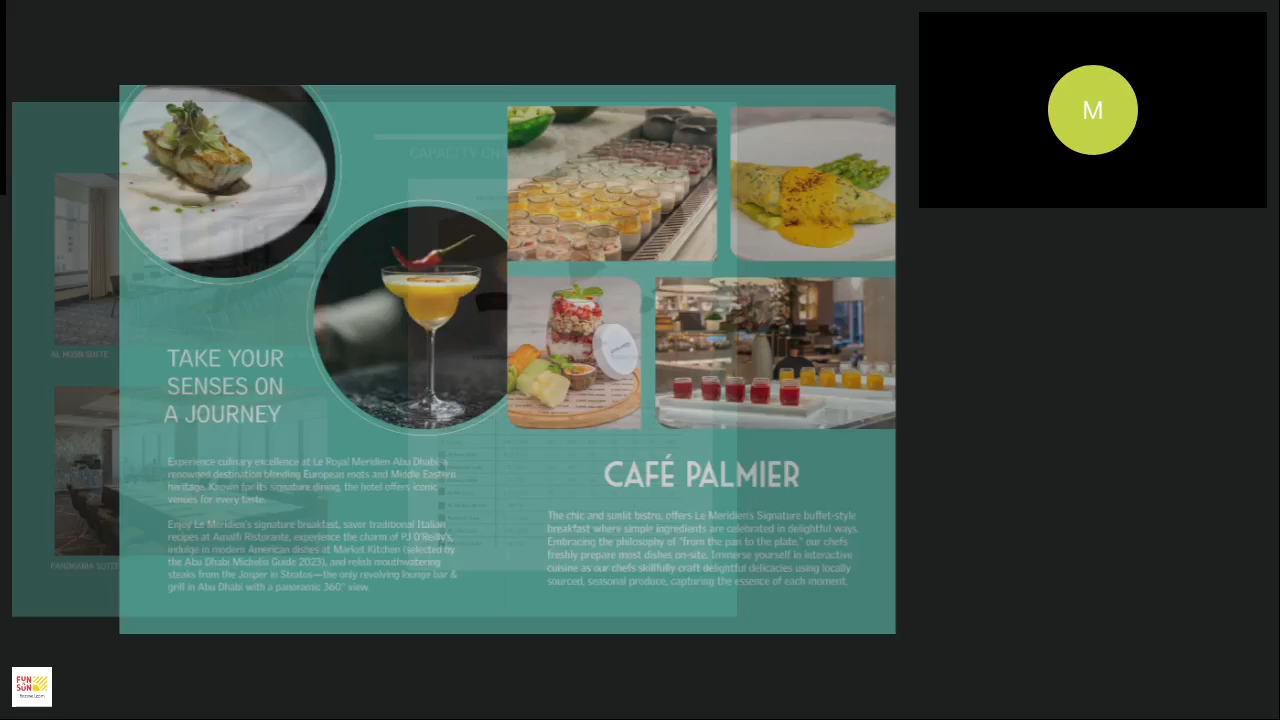 M
CAPACITY
AL HOSN SUITE
PANORAMA SUITE
TAKE YOUR
SENSES ON
A JOURNEY
Experience culinary excellence at Le Royal Meridien Abu Dhabi, a
renowned destination blending European roots and Middle Eastern
heritage. Known for its signature dining, the hotel offers iconic
venues for every taste.
Enjoy Le Meridien's signature breakfast, savor traditional Italian
recipes at Amalfi Ristorante, experience the charm of PJ O'Reilly's,
indulge in modern American dishes at Market Kitchen (selected by
the Abu Dhabi Michelin Guide 2023), and relish mouthwatering
steaks from the Josper in Stratos—the only revolving lounge bar &
grill in Abu Dhabi with a panoramic 360° view.
CAFÉ PALMIER
The chic and sunlit bistro, offers Le Meridien's Signature buffet-style
breakfast where simple ingredients are celebrated in delightful ways.
Embracing the philosophy of "from the pan to the plate," our chefs
freshly prepare most dishes on-site. Immerse yourself in interactive
cuisine as our chefs skillfully craft delightful delicacies using locally
sourced, seasonal produce, capturing the essence of each moment.
FUN
SUN